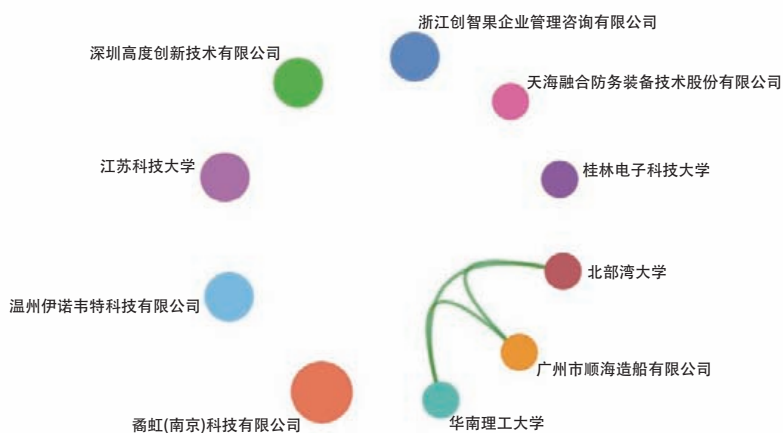 浙江创智果企业管理咨询有限公司
深圳高度创新技术有限公司
天海融合防务装备技术股份有限公司
江苏科技大学
桂林电子科技大学
北部湾大学
温州伊诺韦特科技有限公司
广州市顺海造船有限公司
矞虹(南京)科技有限公司
华南理工大学